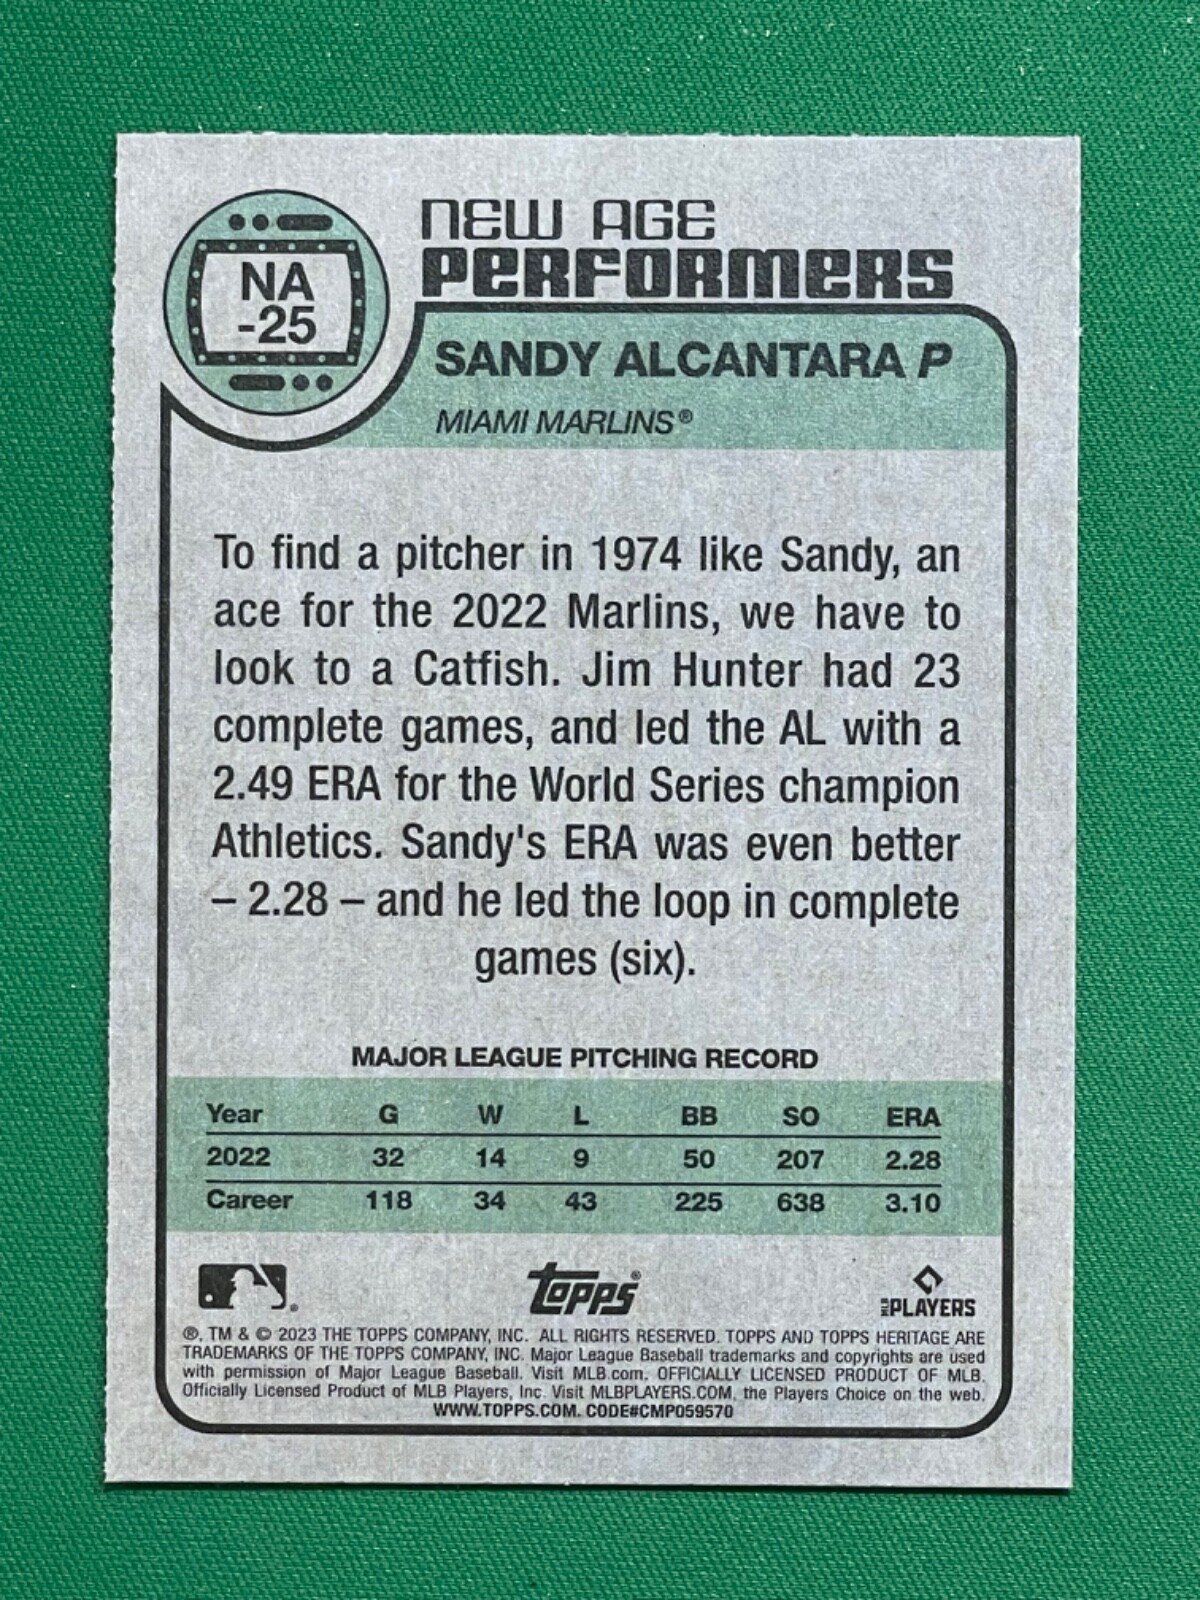 NEW AGE
PERFORMERS
NA
-25
SANDY ALCANTARA P
MIAMI MARLINS®
To find a pitcher in 1974 like Sandy, an
ace for the 2022 Marlins, we have to
look to a Catfish. Jim Hunter had 23
complete games, and led the AL with a
2.49 ERA for the World Series champion
Athletics. Sandy's ERA was even better
– 2.28 – and he led the loop in complete
games (six).
MAJOR LEAGUE PITCHING RECORD
Year G W L BB SO ERA
2022 32 14 9 50 207 2.28
Career 118 34 43 225 638 3.10
topps® MLB PLAYERS
®, TM & © 2023 THE TOPPS COMPANY, INC. ALL RIGHTS RESERVED. TOPPS AND TOPPS HERITAGE ARE
TRADEMARKS OF THE TOPPS COMPANY, INC. Major League Baseball trademarks and copyrights are used
with permission of Major League Baseball. Visit MLB.com. OFFICIALLY LICENSED PRODUCT OF MLB.
Officially Licensed Product of MLB Players, Inc. Visit MLBPLAYERS.COM, the Players Choice on the web.
WWW.TOPPS.COM. CODE#CMP059570